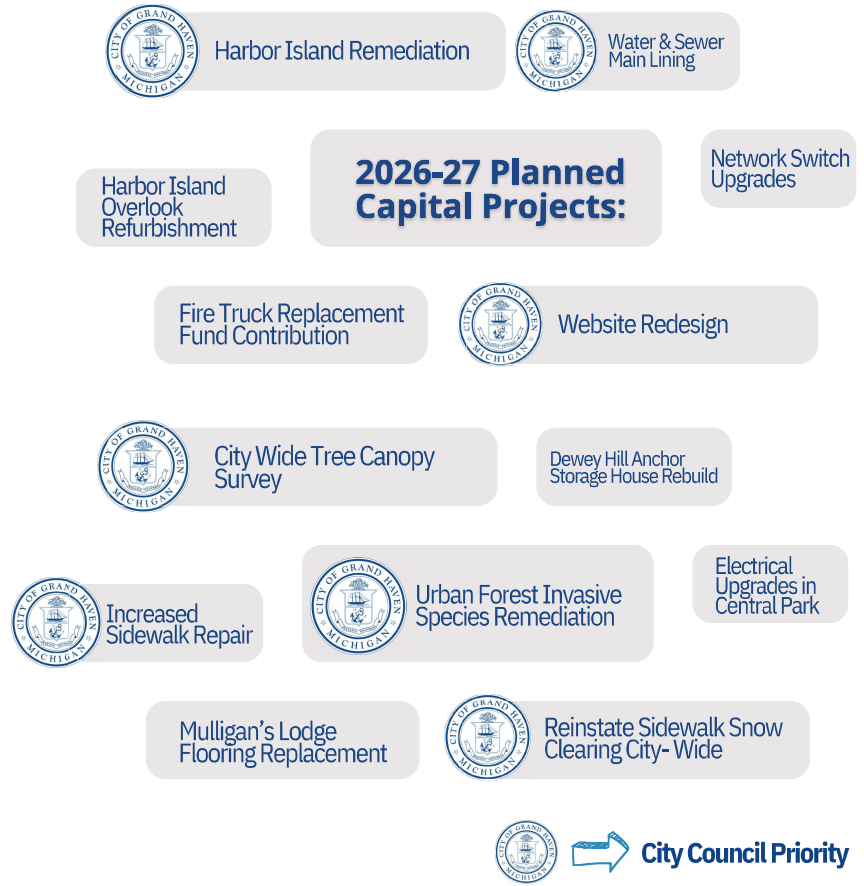 CITY OF GRAND HAVEN
MICHIGAN
Harbor Island Remediation
CITY OF GRAND HAVEN
MICHIGAN
Water & Sewer
Main Lining
2026-27 Planned
Capital Projects:
Network Switch
Upgrades
Harbor Island
Overlook
Refurbishment
Fire Truck Replacement
Fund Contribution
CITY OF GRAND HAVEN
MICHIGAN
Website Redesign
CITY OF GRAND HAVEN
MICHIGAN
City Wide Tree Canopy
Survey
Dewey Hill Anchor
Storage House Rebuild
CITY OF GRAND HAVEN
MICHIGAN
Increased
Sidewalk Repair
CITY OF GRAND HAVEN
MICHIGAN
Urban Forest Invasive
Species Remediation
Electrical
Upgrades in
Central Park
Mulligan's Lodge
Flooring Replacement
CITY OF GRAND HAVEN
MICHIGAN
Reinstate Sidewalk Snow
Clearing City- Wide
CITY OF GRAND HAVEN
MICHIGAN
City Council Priority